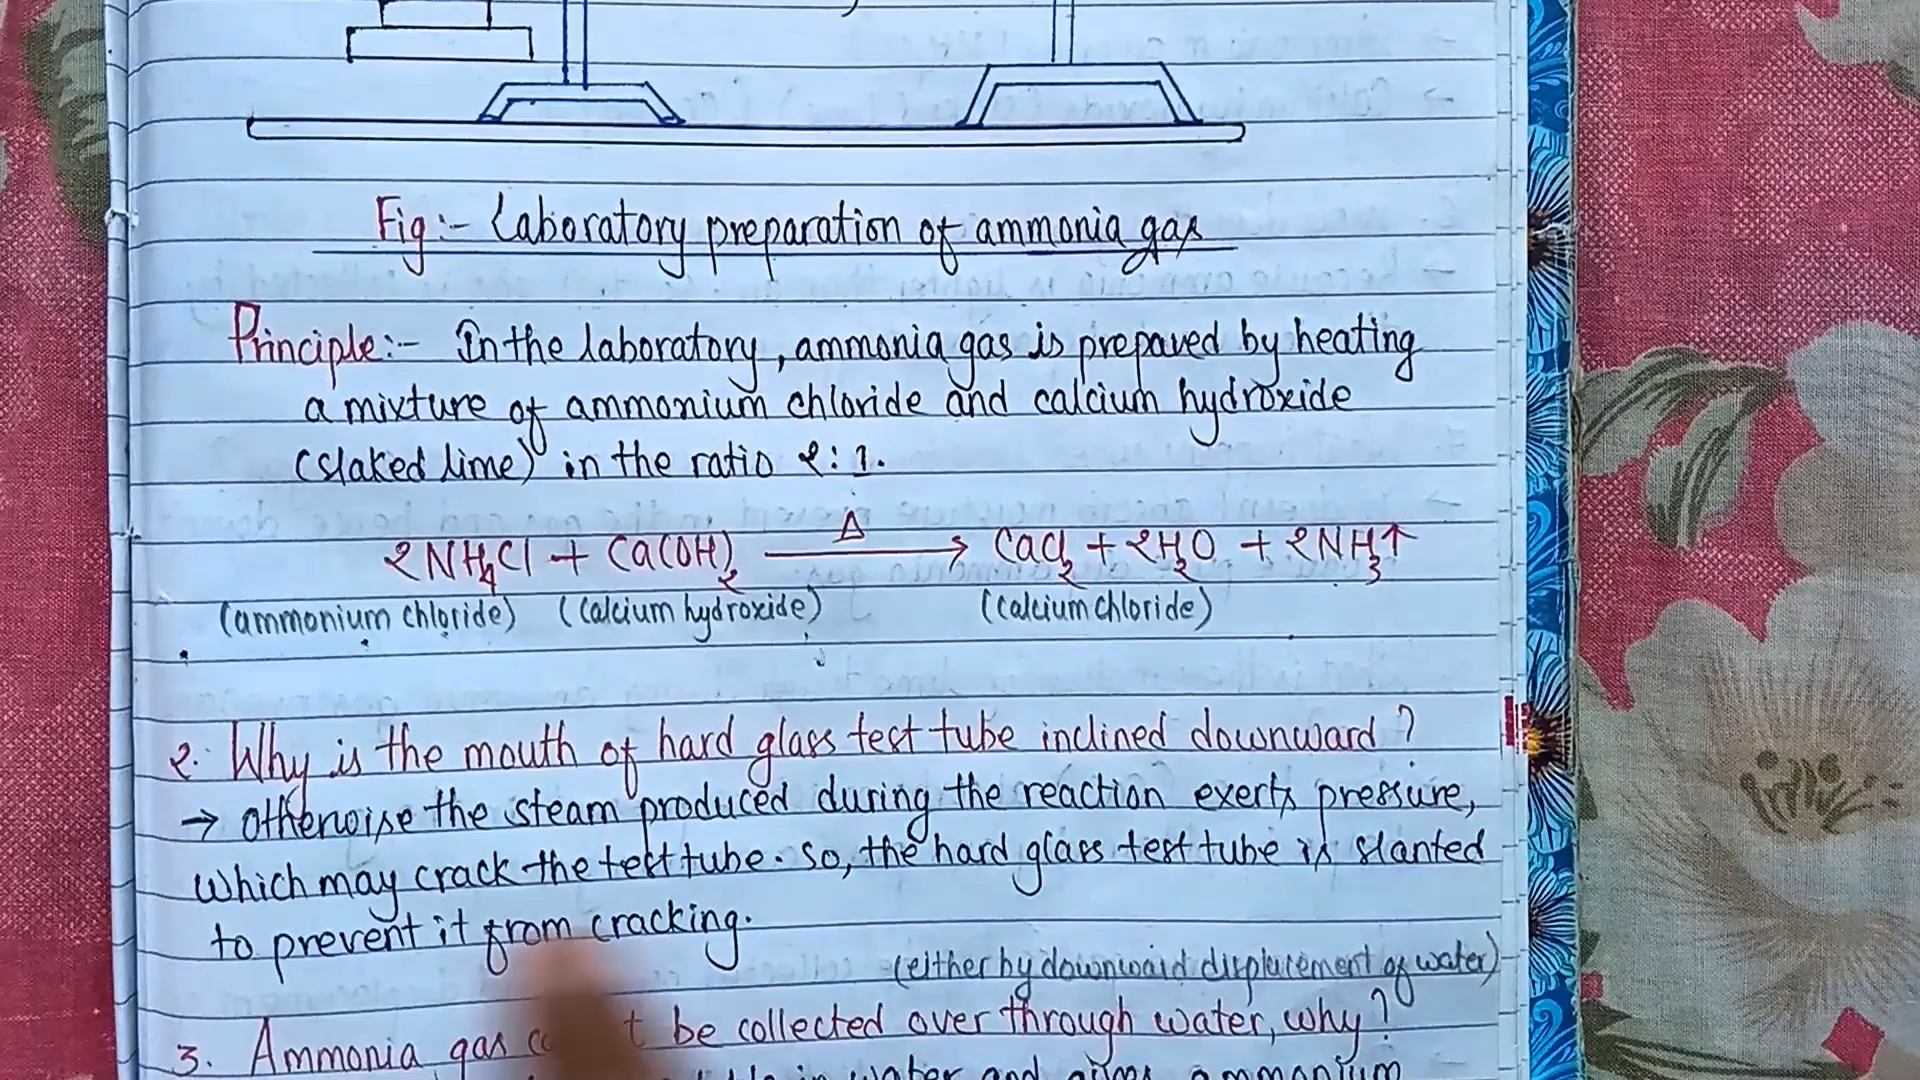 Fig:- Laboratory preparation of ammonia gas
Principle:- In the laboratory, ammonia gas is prepared by heating
a mixture of ammonium chloride and calcium hydroxide
(slaked lime) in the ratio 2:1.
2NH₄Cl + Ca(OH)₂ —Δ→ CaCl₂ + 2H₂O + 2NH₃↑
(ammonium chloride) (calcium hydroxide) (calcium chloride)
2. Why is the mouth of hard glass test tube inclined downward?
→ otherwise the steam produced during the reaction exerts pressure,
which may crack the test tube. so, the hard glass test tube is slanted
to prevent it from cracking.
(either by downward displacement of water)
3. Ammonia gas be collected over through water, why?
in water and gives ammonium